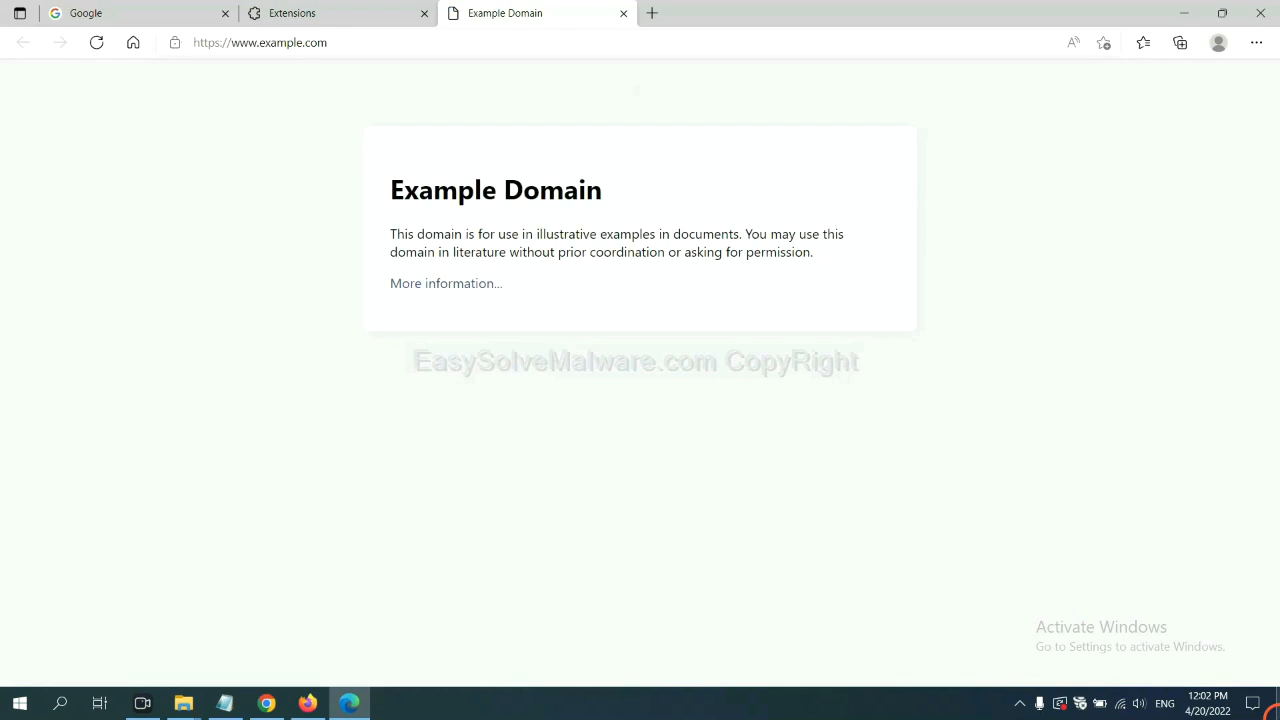 Google
Extensions
Example Domain
https://www.example.com
Example Domain
This domain is for use in illustrative examples in documents. You may use this
domain in literature without prior coordination or asking for permission.
More information...
EasySolveMalware.com CopyRight
Activate Windows
Go to Settings to activate Windows.
ENG
12:02 PM
4/20/2022